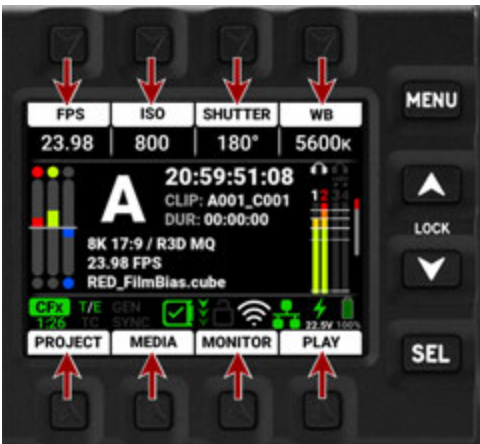 FPS ISO SHUTTER WB
MENU
23.98 800 180° 5600K
20:59:51:08
A
CLIP: A001_C001
DUR: 00:00:00
12
LOCK
8K 17:9 / R3D MQ
23.98 FPS
RED_FilmBias.cube
CFx T/E GEN
1:26 TC SYNC 22.5V 100%
PROJECT MEDIA MONITOR PLAY
SEL